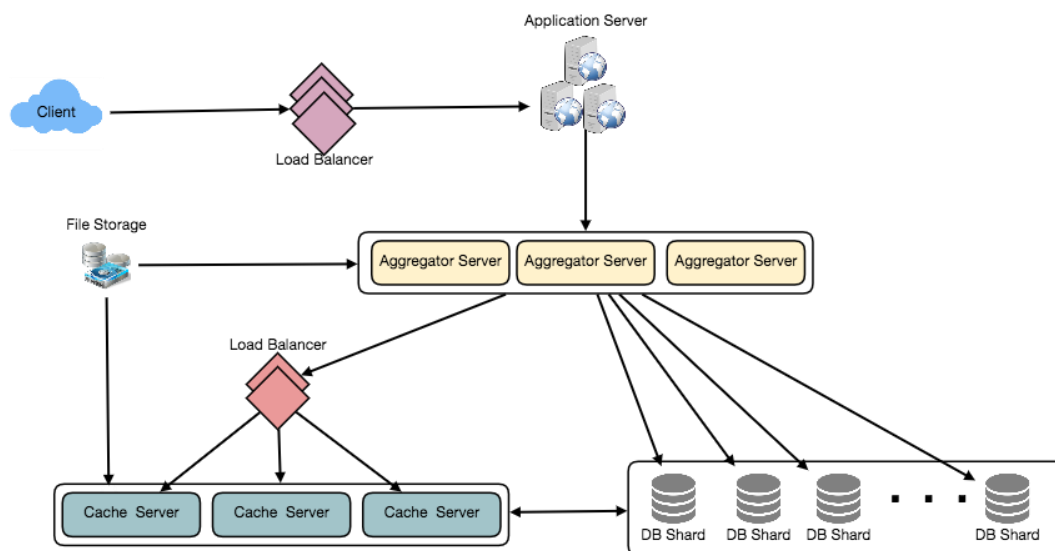 Application Server
Client
Load Balancer
File Storage
Aggregator Server
Aggregator Server
Aggregator Server
Load Balancer
Cache Server
Cache Server
Cache Server
DB Shard
DB Shard
DB Shard
DB Shard